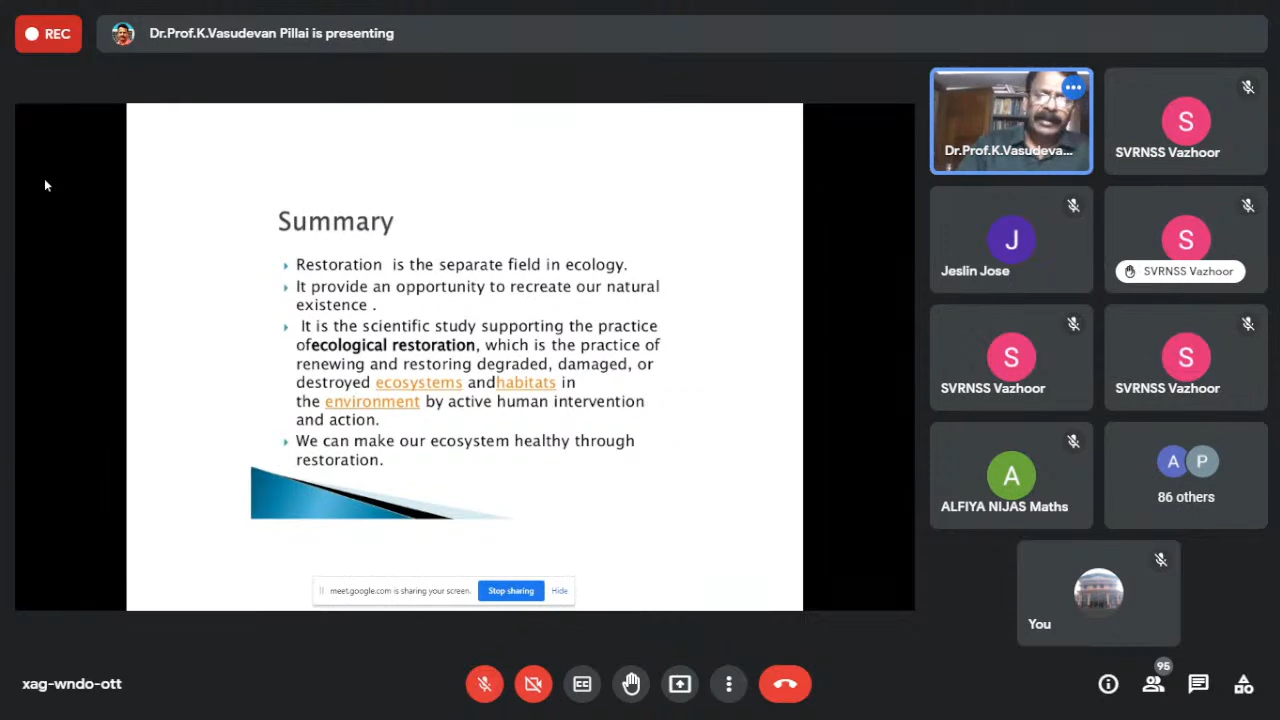 REC
Dr.Prof.K.Vasudevan Pillai is presenting
Summary
Restoration is the separate field in ecology.
It provide an opportunity to recreate our natural
existence .
It is the scientific study supporting the practice
ofecological restoration, which is the practice of
renewing and restoring degraded, damaged, or
destroyed ecosystems andhabitats in
the environment by active human intervention
and action.
We can make our ecosystem healthy through
restoration.
meet.google.com is sharing your screen.
Stop sharing
Hide
Dr.Prof.K.Vasudeva...
S
SVRNSS Vazhoor
J
Jeslin Jose
S
SVRNSS Vazhoor
S
SVRNSS Vazhoor
S
SVRNSS Vazhoor
A
ALFIYA NIJAS Maths
A P
86 others
You
xag-wndo-ott
CC
95